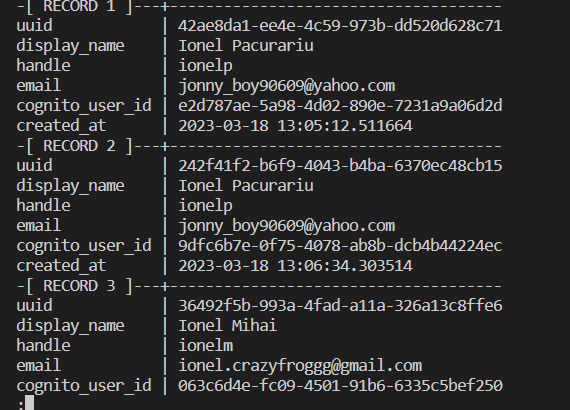 -[ RECORD 1 ]---+-------------------------------------
uuid            | 42ae8da1-ee4e-4c59-973b-dd520d628c71
display_name    | Ionel Pacurariu
handle          | ionelp
email           | jonny_boy90609@yahoo.com
cognito_user_id | e2d787ae-5a98-4d02-890e-7231a9a06d2d
created_at      | 2023-03-18 13:05:12.511664
-[ RECORD 2 ]---+-------------------------------------
uuid            | 242f41f2-b6f9-4043-b4ba-6370ec48cb15
display_name    | Ionel Pacurariu
handle          | ionelp
email           | jonny_boy90609@yahoo.com
cognito_user_id | 9dfc6b7e-0f75-4078-ab8b-dcb4b44224ec
created_at      | 2023-03-18 13:06:34.303514
-[ RECORD 3 ]---+-------------------------------------
uuid            | 36492f5b-993a-4fad-a11a-326a13c8ffe6
display_name    | Ionel Mihai
handle          | ionelm
email           | ionel.crazyfroggg@gmail.com
cognito_user_id | 063c6d4e-fc09-4501-91b6-6335c5bef250
: